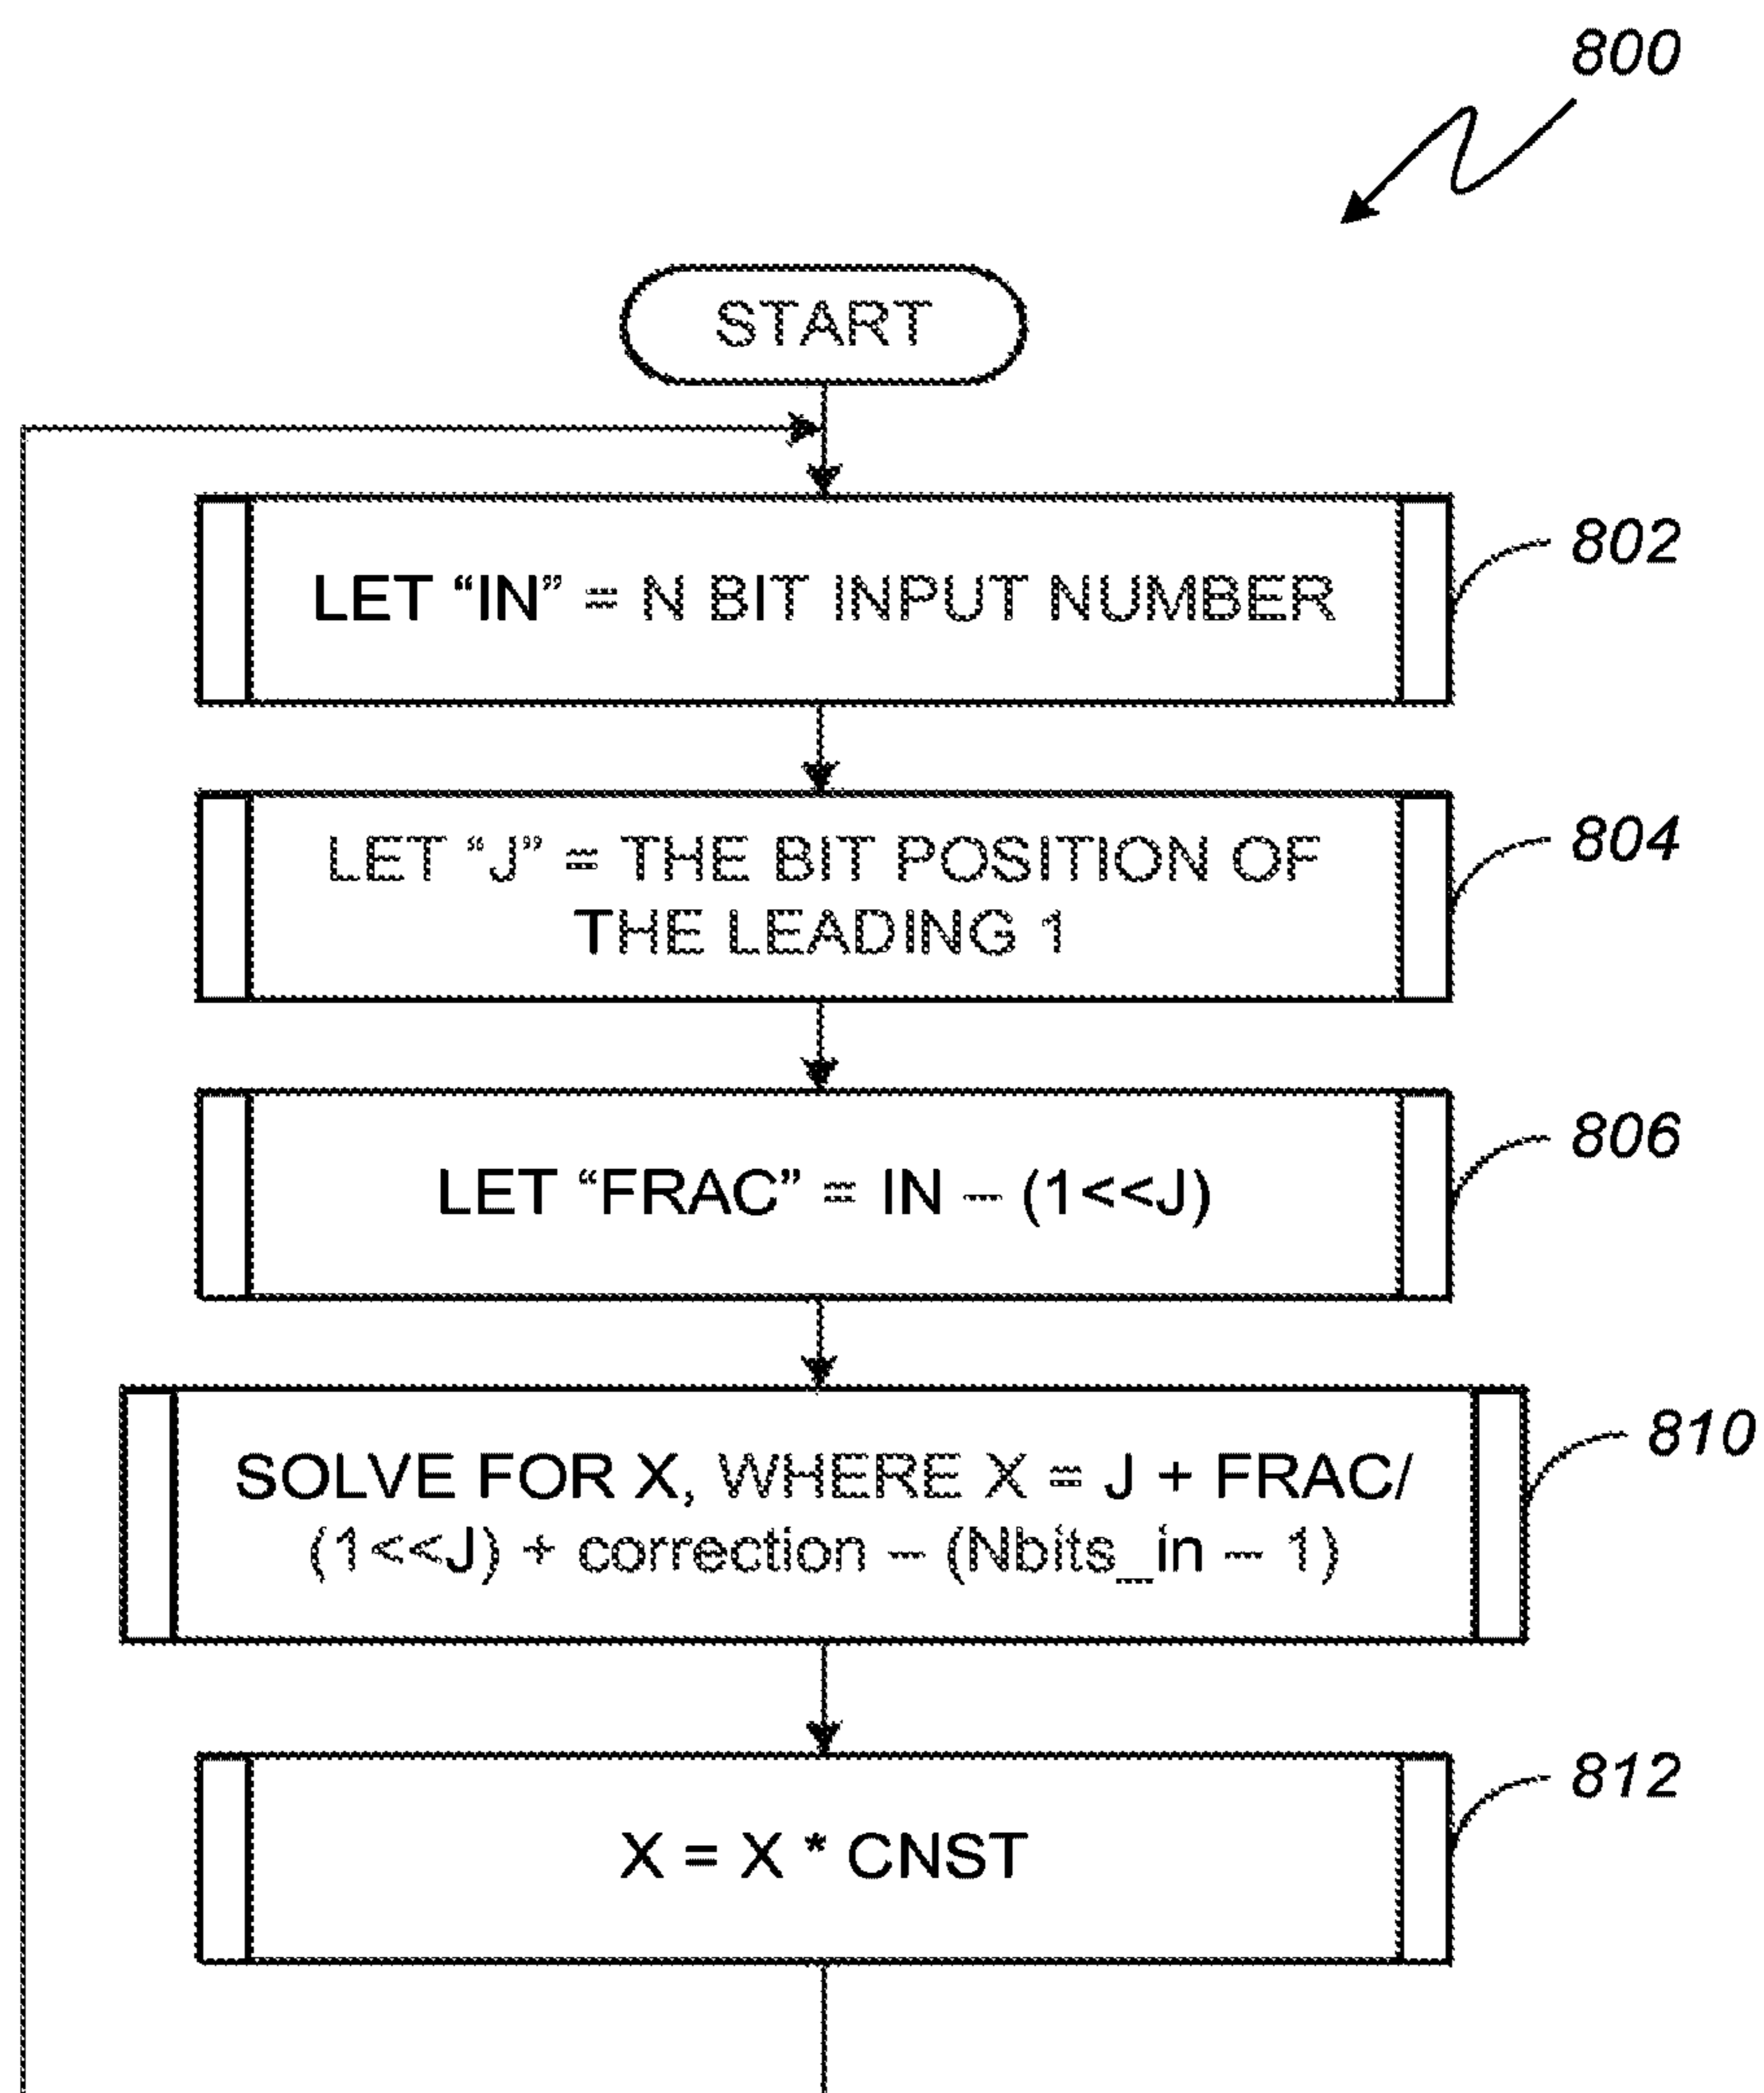 800
START
LET “IN” = N BIT INPUT NUMBER
802
LET “J” = THE BIT POSITION OF
THE LEADING 1
804
LET “FRAC” = IN – (1<<J)
806
SOLVE FOR X, WHERE X = J + FRAC/
(1<<J) + correction – (Nbits_in – 1)
810
X = X * CNST
812